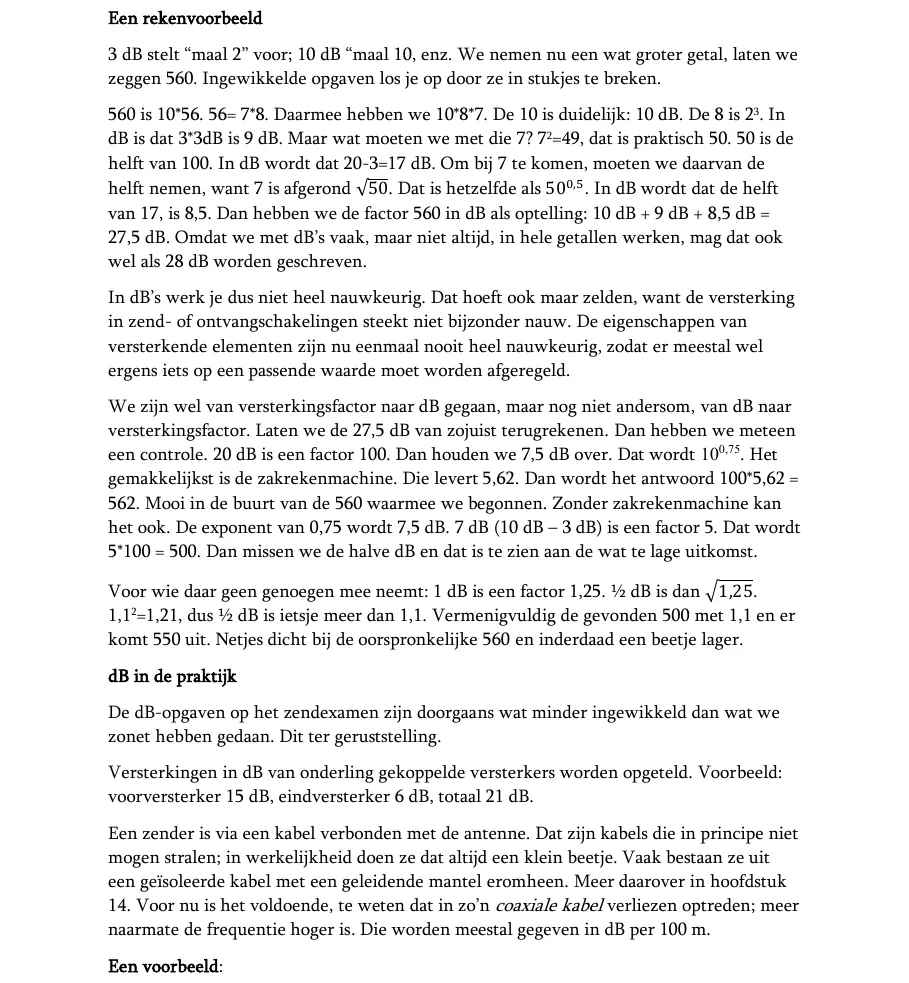 Een rekenvoorbeeld
3 dB stelt “maal 2” voor; 10 dB “maal 10, enz. We nemen nu een wat groter getal, laten we
zeggen 560. Ingewikkelde opgaven los je op door ze in stukjes te breken.
560 is 10*56. 56= 7*8. Daarmee hebben we 10*8*7. De 10 is duidelijk: 10 dB. De 8 is 2³. In
dB is dat 3*3dB is 9 dB. Maar wat moeten we met die 7? 7²=49, dat is praktisch 50. 50 is de
helft van 100. In dB wordt dat 20-3=17 dB. Om bij 7 te komen, moeten we daarvan de
helft nemen, want 7 is afgerond √50. Dat is hetzelfde als 50^0,5. In dB wordt dat de helft
van 17, is 8,5. Dan hebben we de factor 560 in dB als optelling: 10 dB + 9 dB + 8,5 dB =
27,5 dB. Omdat we met dB’s vaak, maar niet altijd, in hele getallen werken, mag dat ook
wel als 28 dB worden geschreven.
In dB’s werk je dus niet heel nauwkeurig. Dat hoeft ook maar zelden, want de versterking
in zend- of ontvangschakelingen steekt niet bijzonder nauw. De eigenschappen van
versterkende elementen zijn nu eenmaal nooit heel nauwkeurig, zodat er meestal wel
ergens iets op een passende waarde moet worden afgeregeld.
We zijn wel van versterkingsfactor naar dB gegaan, maar nog niet andersom, van dB naar
versterkingsfactor. Laten we de 27,5 dB van zojuist terugrekenen. Dan hebben we meteen
een controle. 20 dB is een factor 100. Dan houden we 7,5 dB over. Dat wordt 10^0,75. Het
gemakkelijkst is de zakrekenmachine. Die levert 5,62. Dan wordt het antwoord 100*5,62 =
562. Mooi in de buurt van de 560 waarmee we begonnen. Zonder zakrekenmachine kan
het ook. De exponent van 0,75 wordt 7,5 dB. 7 dB (10 dB – 3 dB) is een factor 5. Dat wordt
5*100 = 500. Dan missen we de halve dB en dat is te zien aan de wat te lage uitkomst.
Voor wie daar geen genoegen mee neemt: 1 dB is een factor 1,25. ½ dB is dan √1,25.
1,1²=1,21, dus ½ dB is ietsje meer dan 1,1. Vermenigvuldig de gevonden 500 met 1,1 en er
komt 550 uit. Netjes dicht bij de oorspronkelijke 560 en inderdaad een beetje lager.
dB in de praktijk
De dB-opgaven op het zendexamen zijn doorgaans wat minder ingewikkeld dan wat we
zonet hebben gedaan. Dit ter geruststelling.
Versterkingen in dB van onderling gekoppelde versterkers worden opgeteld. Voorbeeld:
voorversterker 15 dB, eindversterker 6 dB, totaal 21 dB.
Een zender is via een kabel verbonden met de antenne. Dat zijn kabels die in principe niet
mogen stralen; in werkelijkheid doen ze dat altijd een klein beetje. Vaak bestaan ze uit
een geïsoleerde kabel met een geleidende mantel eromheen. Meer daarover in hoofdstuk
14. Voor nu is het voldoende, te weten dat in zo’n coaxiale kabel verliezen optreden; meer
naarmate de frequentie hoger is. Die worden meestal gegeven in dB per 100 m.
Een voorbeeld: